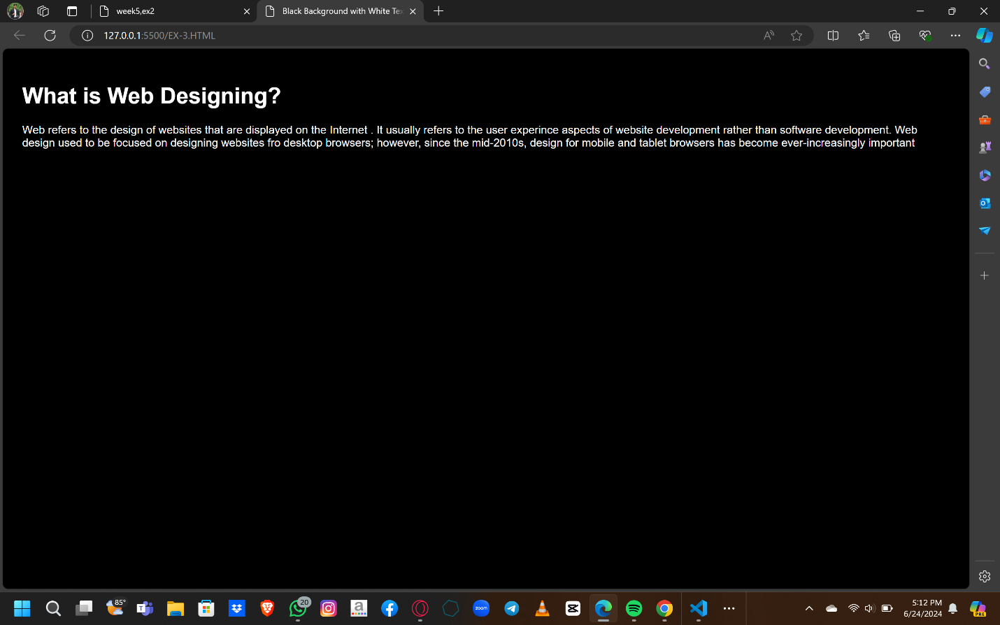 week5,ex2
Black Background with White Tex
127.0.0.1:5500/EX-3.HTML
What is Web Designing?
Web refers to the design of websites that are displayed on the Internet . It usually refers to the user experince aspects of website development rather than software development. Web
design used to be focused on designing websites fro desktop browsers; however, since the mid-2010s, design for mobile and tablet browsers has become ever-increasingly important
85°
20
zoom
5:12 PM
6/24/2024
PRE